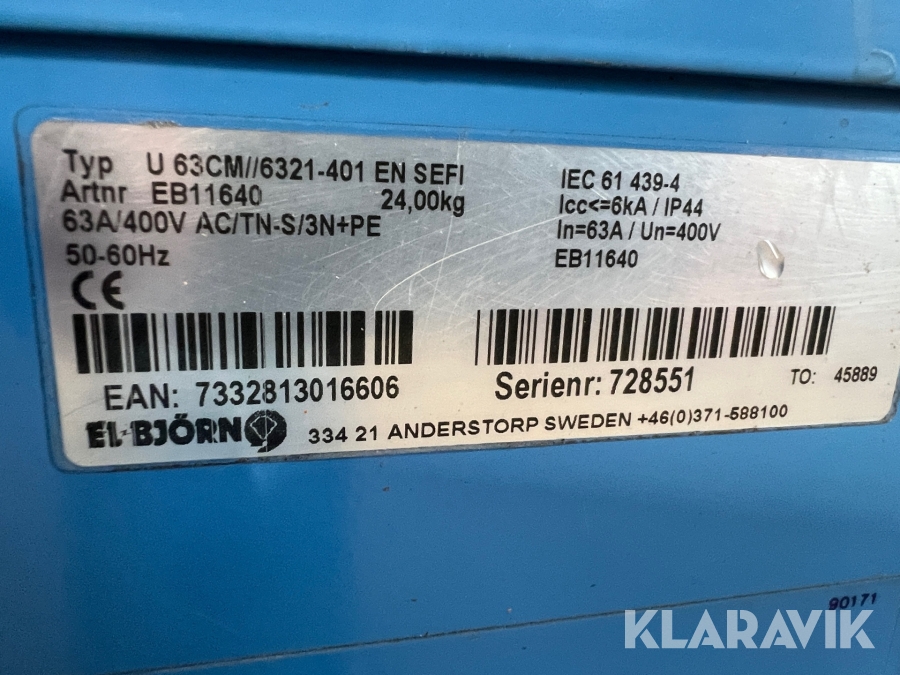 Typ U 63CM//6321-401 EN SEFI
Artnr EB11640 24,00kg
63A/400V AC/TN-S/3N+PE
50-60Hz
CE
IEC 61 439-4
Icc<=6kA / IP44
In=63A / Un=400V
EB11640
EAN: 7332813016606
Serienr: 728551
TO: 45889
EL-BJÖRN
334 21 ANDERSTORP SWEDEN +46(0)371-588100
90171
KLARAVIK